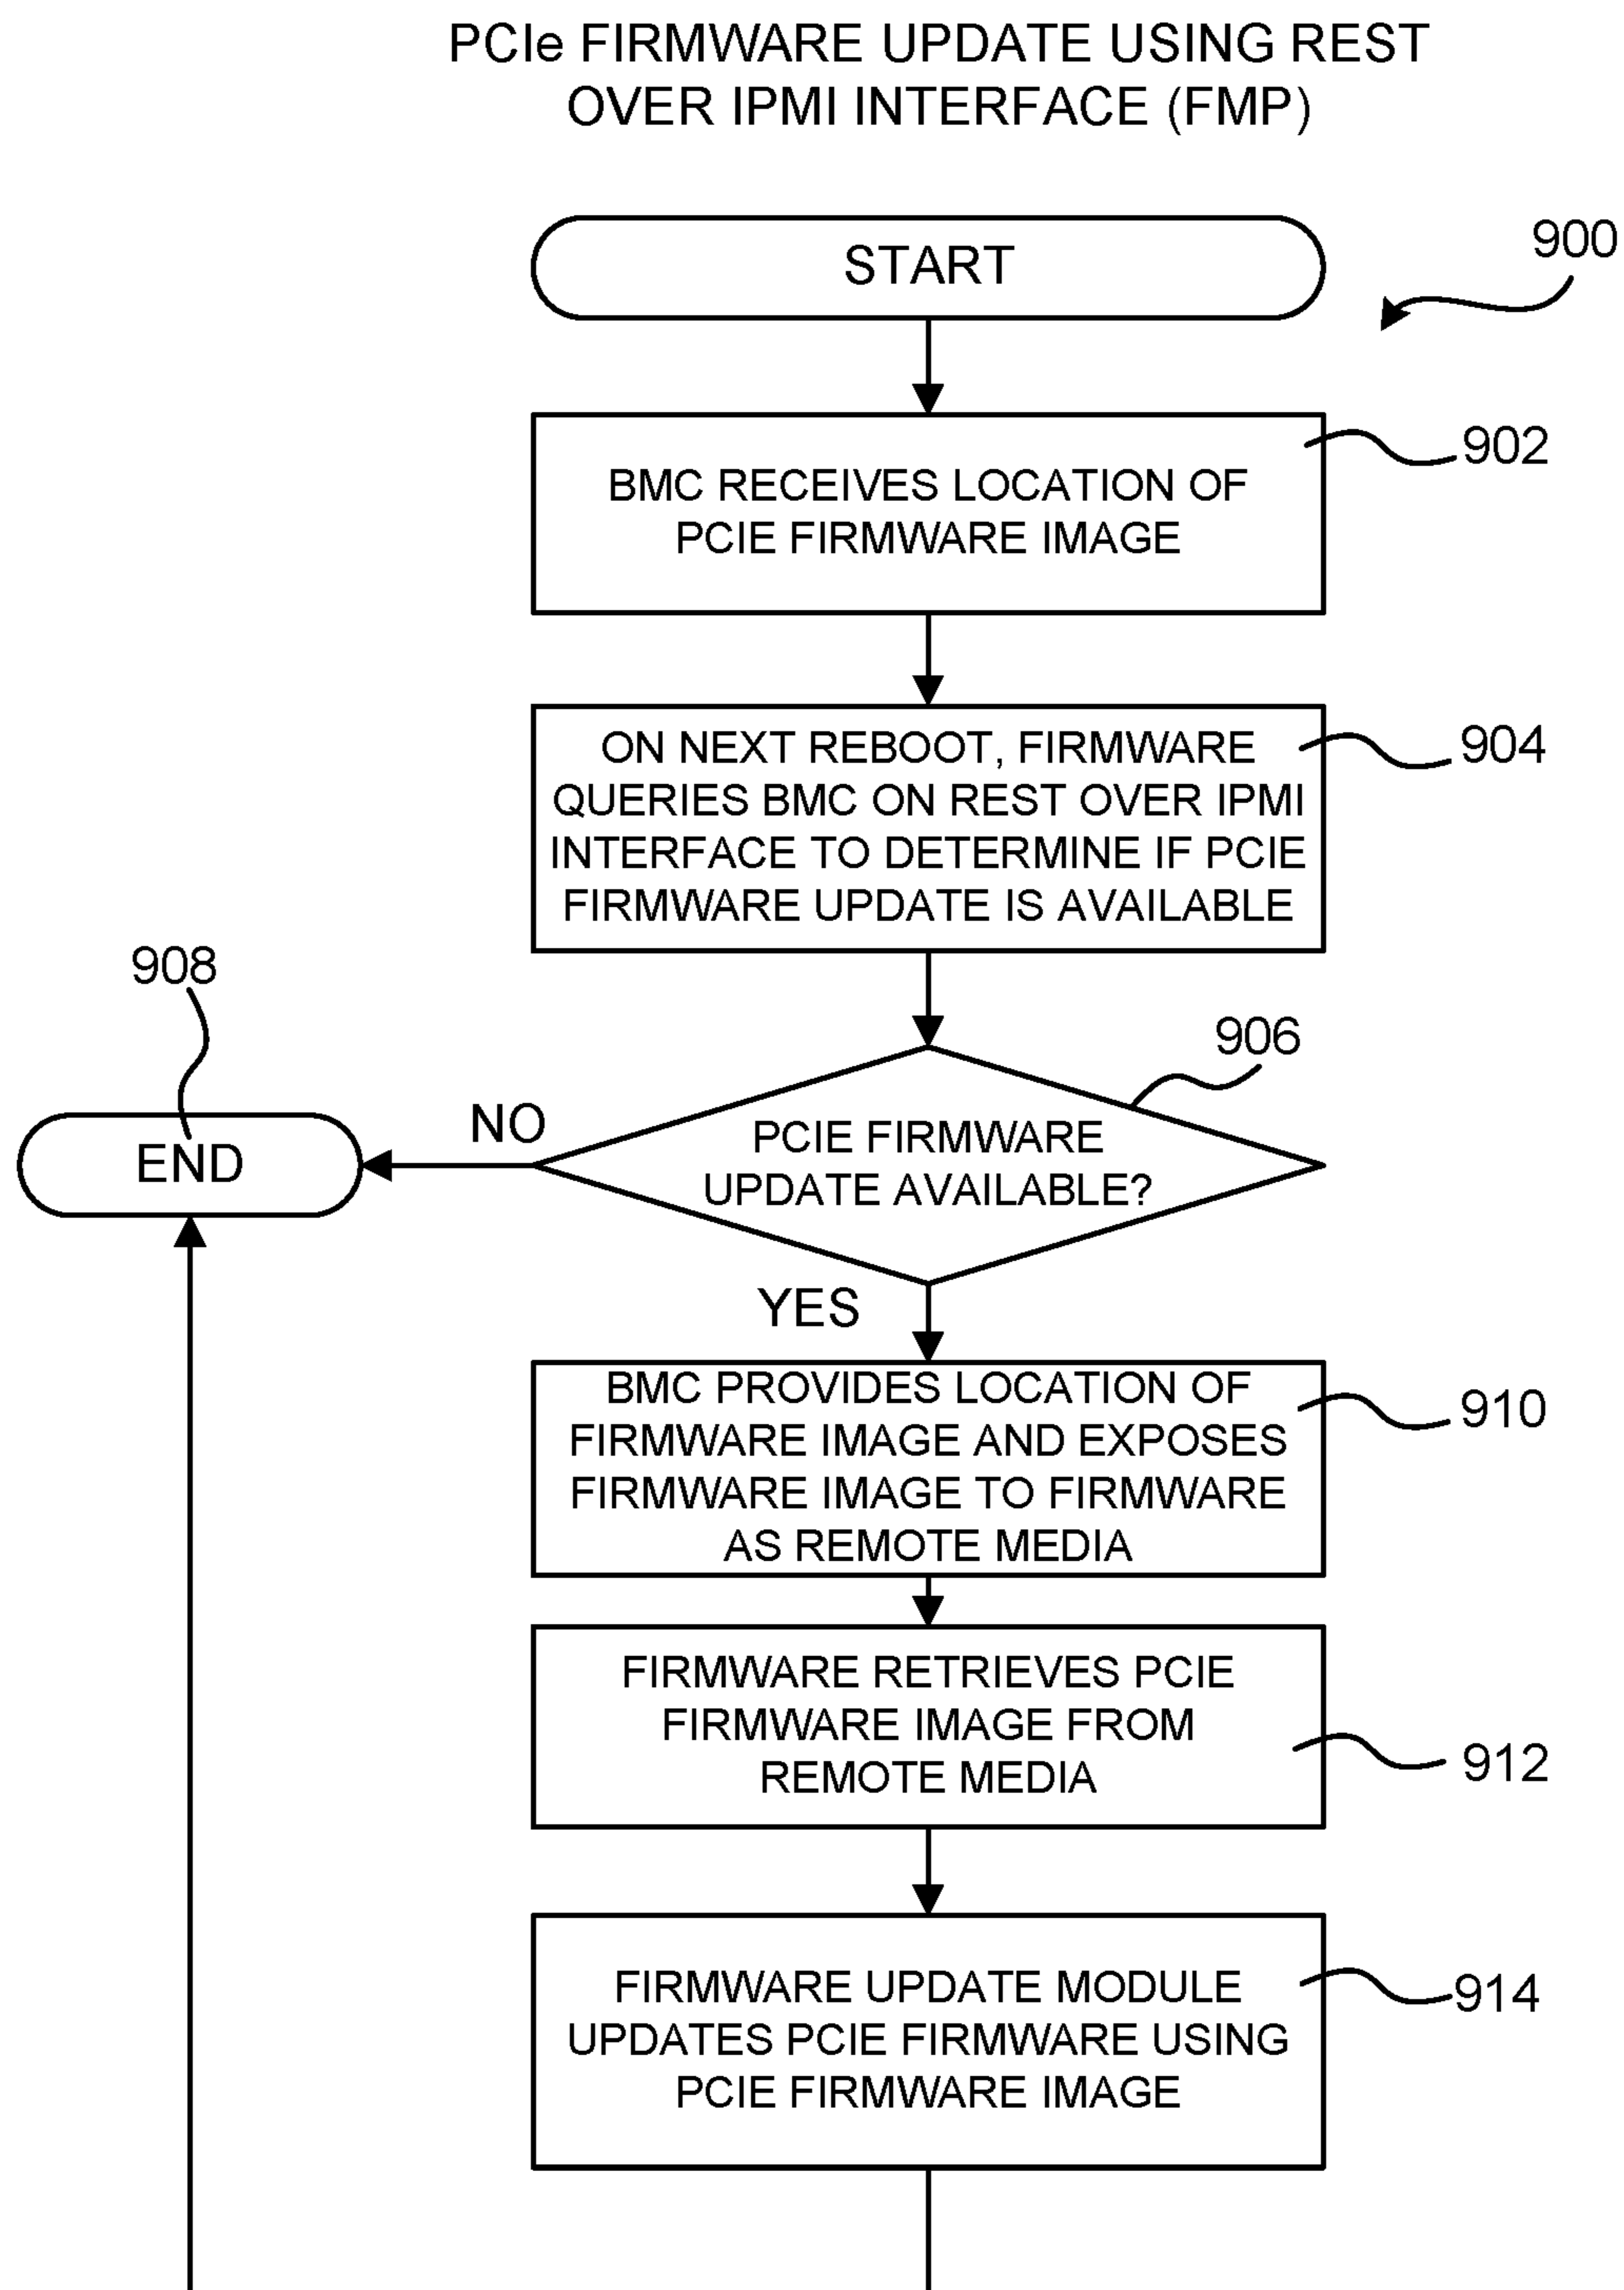 PCIe FIRMWARE UPDATE USING REST
OVER IPMI INTERFACE (FMP)
START
900
BMC RECEIVES LOCATION OF
PCIE FIRMWARE IMAGE
902
ON NEXT REBOOT, FIRMWARE
QUERIES BMC ON REST OVER IPMI
INTERFACE TO DETERMINE IF PCIE
FIRMWARE UPDATE IS AVAILABLE
904
908
END
NO
906
PCIE FIRMWARE
UPDATE AVAILABLE?
YES
BMC PROVIDES LOCATION OF
FIRMWARE IMAGE AND EXPOSES
FIRMWARE IMAGE TO FIRMWARE
AS REMOTE MEDIA
910
FIRMWARE RETRIEVES PCIE
FIRMWARE IMAGE FROM
REMOTE MEDIA
912
FIRMWARE UPDATE MODULE
UPDATES PCIE FIRMWARE USING
PCIE FIRMWARE IMAGE
914